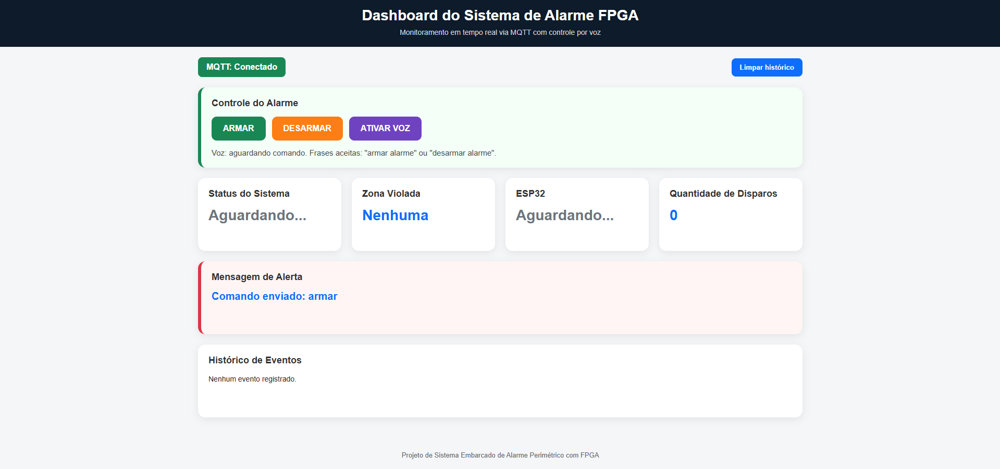 Dashboard do Sistema de Alarme FPGA
Monitoramento em tempo real via MQTT com controle por voz
MQTT: Conectado
Limpar histórico
Controle do Alarme
ARMAR
DESARMAR
ATIVAR VOZ
Voz: aguardando comando. Frases aceitas: "armar alarme" ou "desarmar alarme".
Status do Sistema
Aguardando...
Zona Violada
Nenhuma
ESP32
Aguardando...
Quantidade de Disparos
0
Mensagem de Alerta
Comando enviado: armar
Histórico de Eventos
Nenhum evento registrado.
Projeto de Sistema Embarcado de Alarme Perimétrico com FPGA